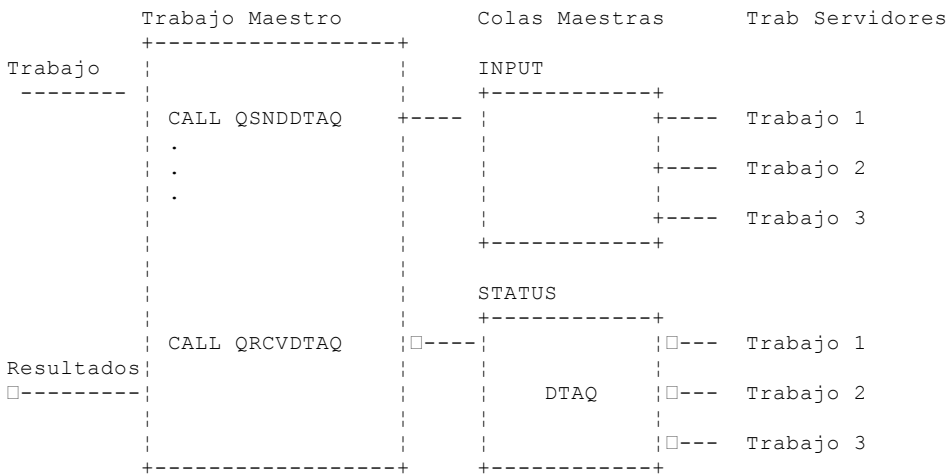 Trabajo Maestro Colas Maestras Trab Servidores
Trabajo INPUT
CALL QSNDDTAQ Trabajo 1
.
. Trabajo 2
.
Trabajo 3
STATUS
CALL QRCVDTAQ Trabajo 1
Resultados
DTAQ Trabajo 2
Trabajo 3